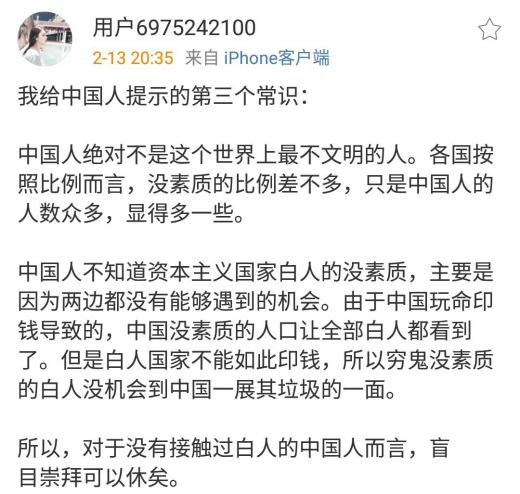 用户6975242100
2-13 20:35 来自 iPhone客户端
我给中国人提示的第三个常识：
中国人绝对不是这个世界上最不文明的人。各国按
照比例而言，没素质的比例差不多，只是中国人的
人数众多，显得多一些。
中国人不知道资本主义国家白人的没素质，主要是
因为两边都没有能够遇到的机会。由于中国玩命印
钱导致的，中国没素质的人口让全部白人都看到
了。但是白人国家不能如此印钱，所以穷鬼没素质
的白人没机会到中国一展其垃圾的一面。
所以，对于没有接触过白人的中国人而言，盲
目崇拜可以休矣。